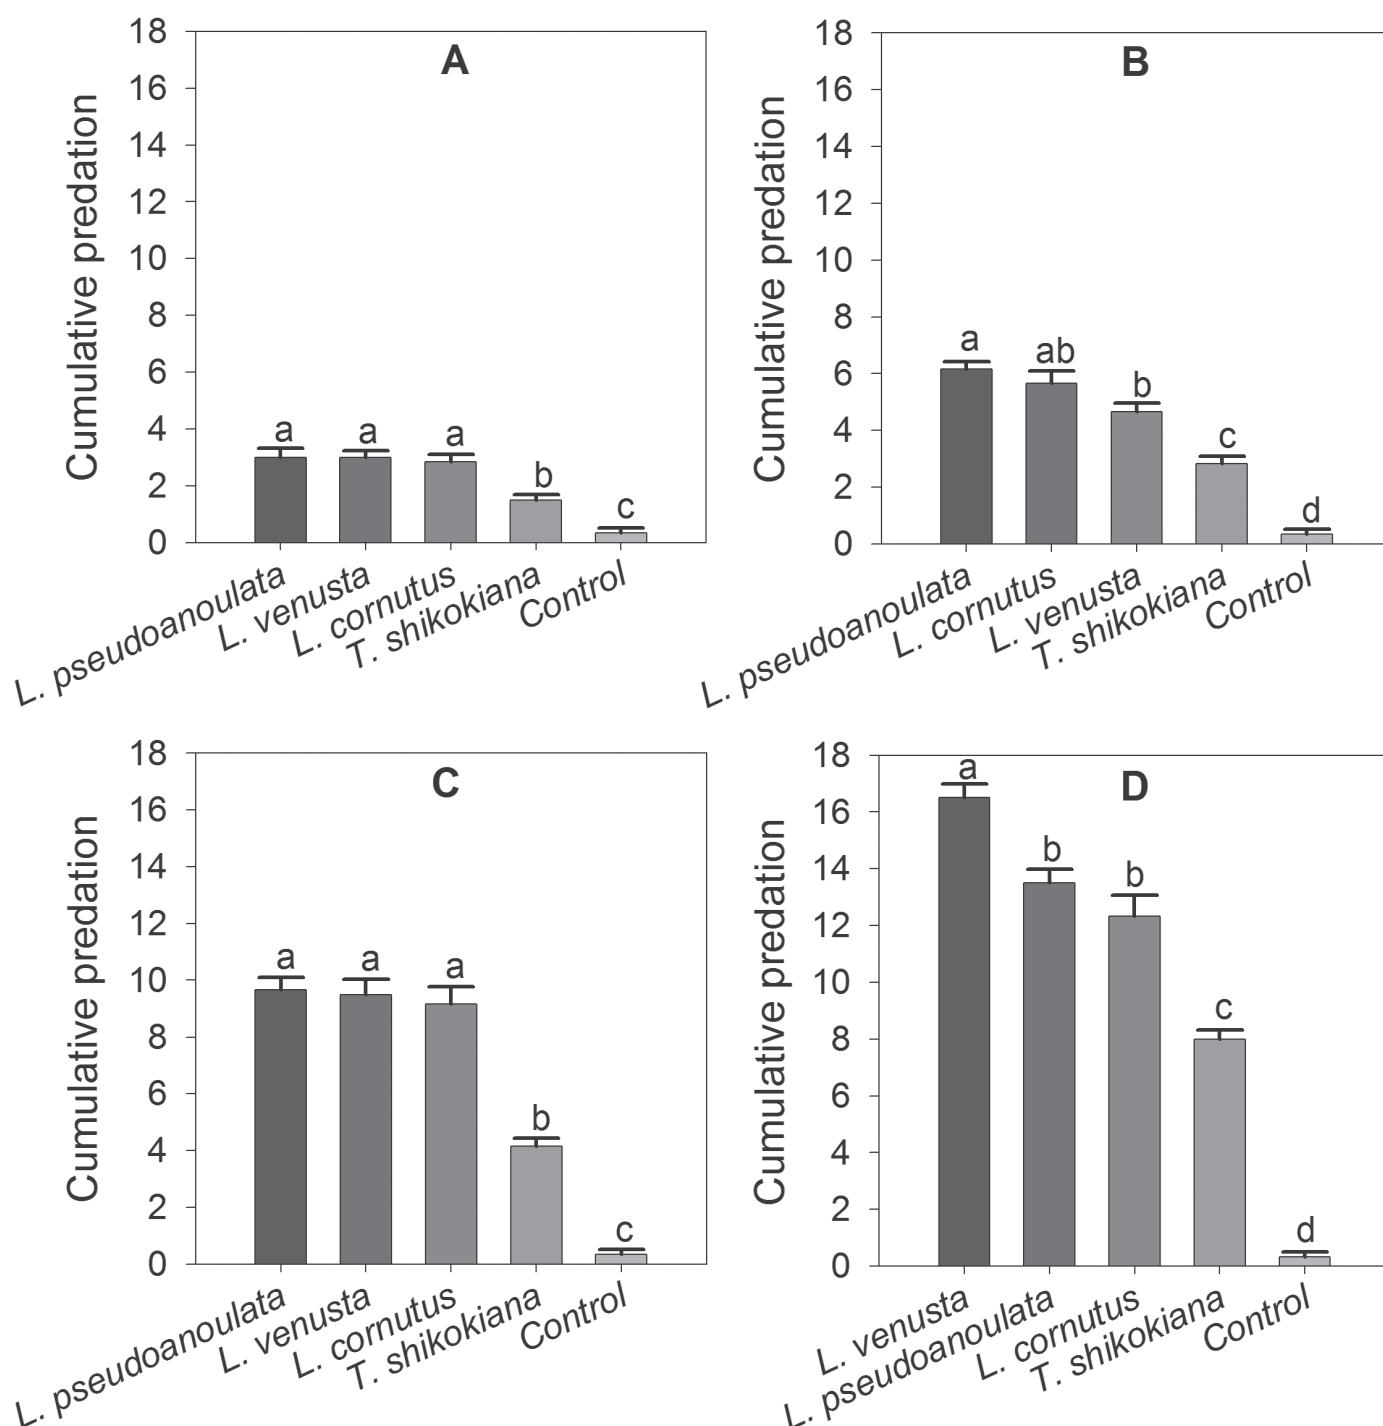 A
Cumulative predation
18
16
14
12
10
8
6
4
2
0
a
a
a
b
c
L. pseudoanoulata
L. venusta
L. cornutus
T. shikokiana
Control
B
Cumulative predation
18
16
14
12
10
8
6
4
2
0
a
ab
b
c
d
L. pseudoanoulata
L. cornutus
L. venusta
T. shikokiana
Control
C
Cumulative predation
18
16
14
12
10
8
6
4
2
0
a
a
a
b
c
L. pseudoanoulata
L. venusta
L. cornutus
T. shikokiana
Control
D
Cumulative predation
18
16
14
12
10
8
6
4
2
0
a
b
b
c
d
L. venusta
L. pseudoanoulata
L. cornutus
T. shikokiana
Control